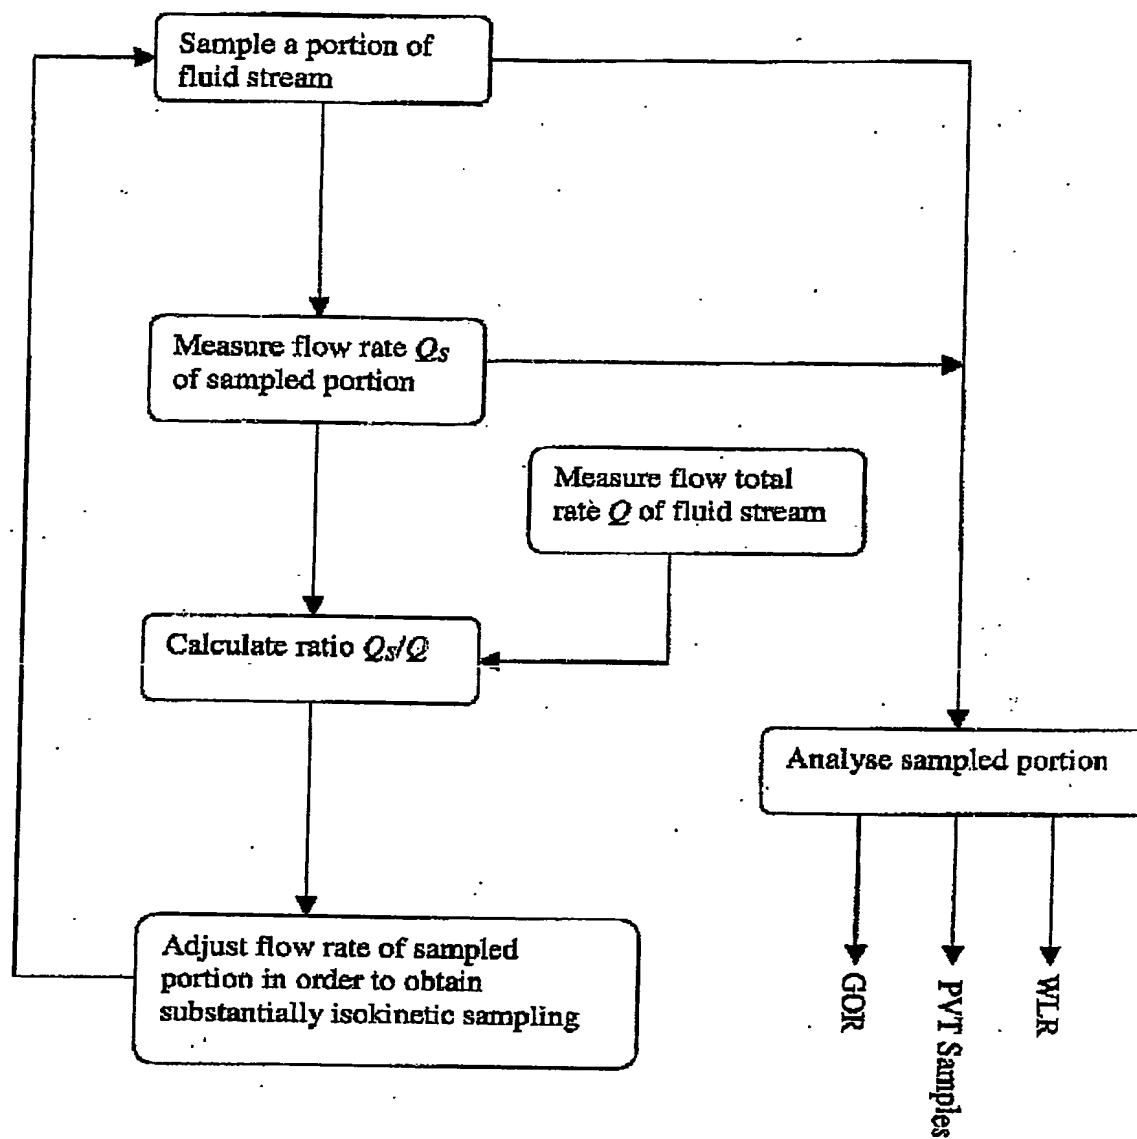 Sample a portion of
fluid stream
Measure flow rate Qs
of sampled portion
Measure flow total
rate Q of fluid stream
Calculate ratio Qs/Q
Analyse sampled portion
Adjust flow rate of sampled
portion in order to obtain
substantially isokinetic sampling
GOR
PVT Samples
WLR